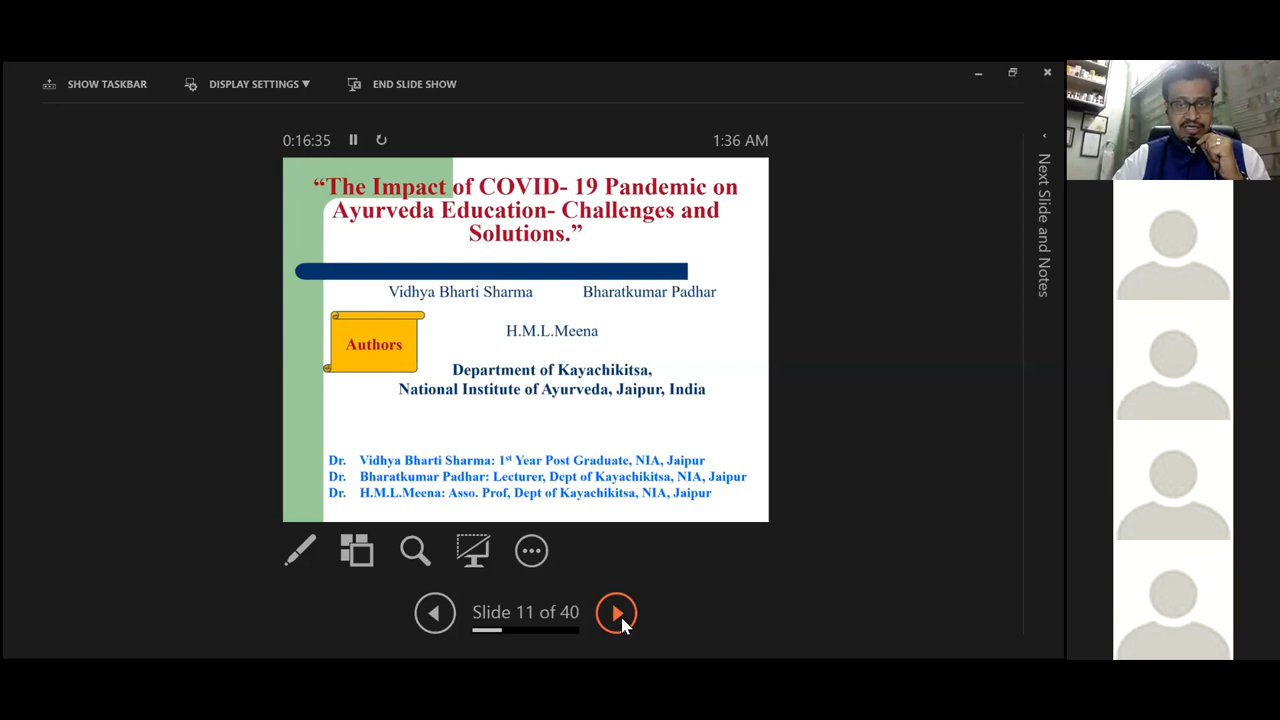 SHOW TASKBAR DISPLAY SETTINGS ▼ END SLIDE SHOW
0:16:35 1:36 AM
“The Impact of COVID- 19 Pandemic on
Ayurveda Education- Challenges and
Solutions.”
Vidhya Bharti Sharma Bharatkumar Padhar
H.M.L.Meena
Authors
Department of Kayachikitsa,
National Institute of Ayurveda, Jaipur, India
Dr. Vidhya Bharti Sharma: 1st Year Post Graduate, NIA, Jaipur
Dr. Bharatkumar Padhar: Lecturer, Dept of Kayachikitsa, NIA, Jaipur
Dr. H.M.L.Meena: Asso. Prof, Dept of Kayachikitsa, NIA, Jaipur
Slide 11 of 40
Next Slide and Notes